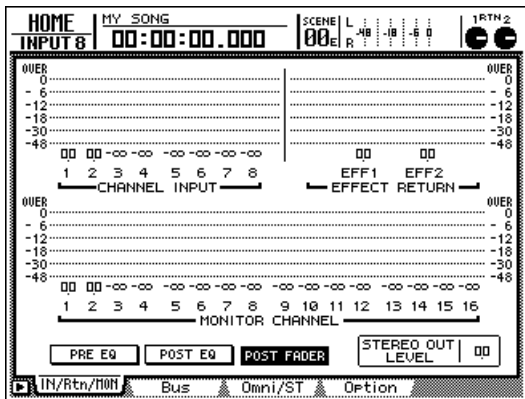 HOME MY SONG SCENE L 1 RTN 2
INPUT 8 00:00:00.000 00E R -48 -18 -6 0
OVER OVER
0 0
- 6 - 6
-12 -12
-18 -18
-30 -30
-48 -48
00 00 -∞ -∞ -∞ -∞ -∞ -∞ 00 00
1 2 3 4 5 6 7 8 EFF1 EFF2
CHANNEL INPUT EFFECT RETURN
OVER OVER
0 0
- 6 - 6
-12 -12
-18 -18
-30 -30
-48 -48
00 00 -∞ -∞ -∞ -∞ -∞ -∞ -∞ -∞ -∞ -∞ -∞ -∞ -∞ -∞
1 2 3 4 5 6 7 8 9 10 11 12 13 14 15 16
MONITOR CHANNEL
PRE EQ POST EQ POST FADER STEREO OUT LEVEL 00
IN/Rtn/MON Bus Omni/ST Option